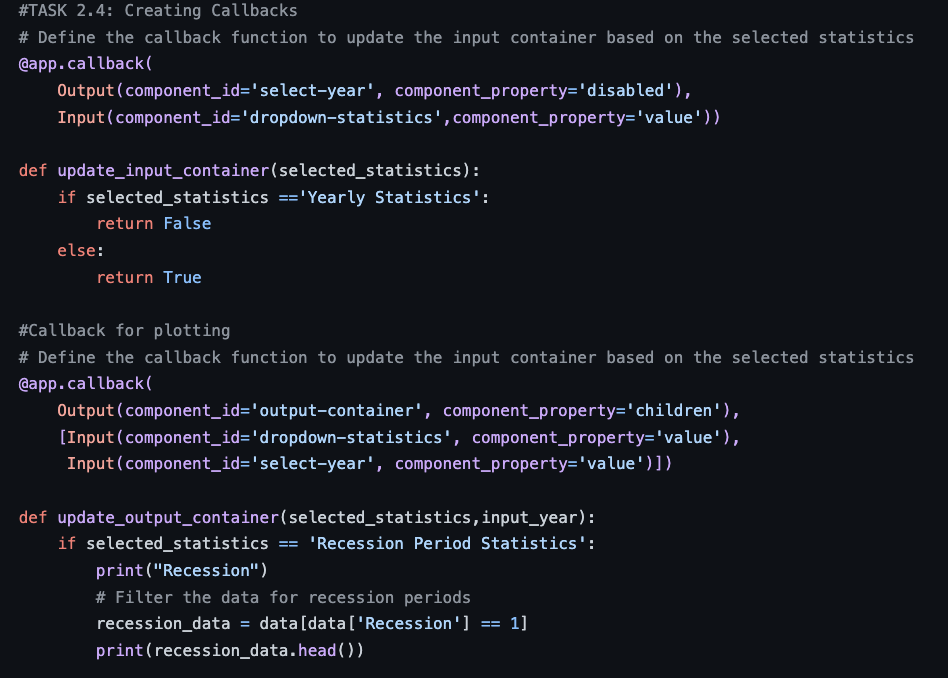 #TASK 2.4: Creating Callbacks
# Define the callback function to update the input container based on the selected statistics
@app.callback(
    Output(component_id='select-year', component_property='disabled'),
    Input(component_id='dropdown-statistics',component_property='value'))

def update_input_container(selected_statistics):
    if selected_statistics =='Yearly Statistics':
        return False
    else:
        return True

#Callback for plotting
# Define the callback function to update the input container based on the selected statistics
@app.callback(
    Output(component_id='output-container', component_property='children'),
    [Input(component_id='dropdown-statistics', component_property='value'),
     Input(component_id='select-year', component_property='value')])

def update_output_container(selected_statistics,input_year):
    if selected_statistics == 'Recession Period Statistics':
        print("Recession")
        # Filter the data for recession periods
        recession_data = data[data['Recession'] == 1]
        print(recession_data.head())